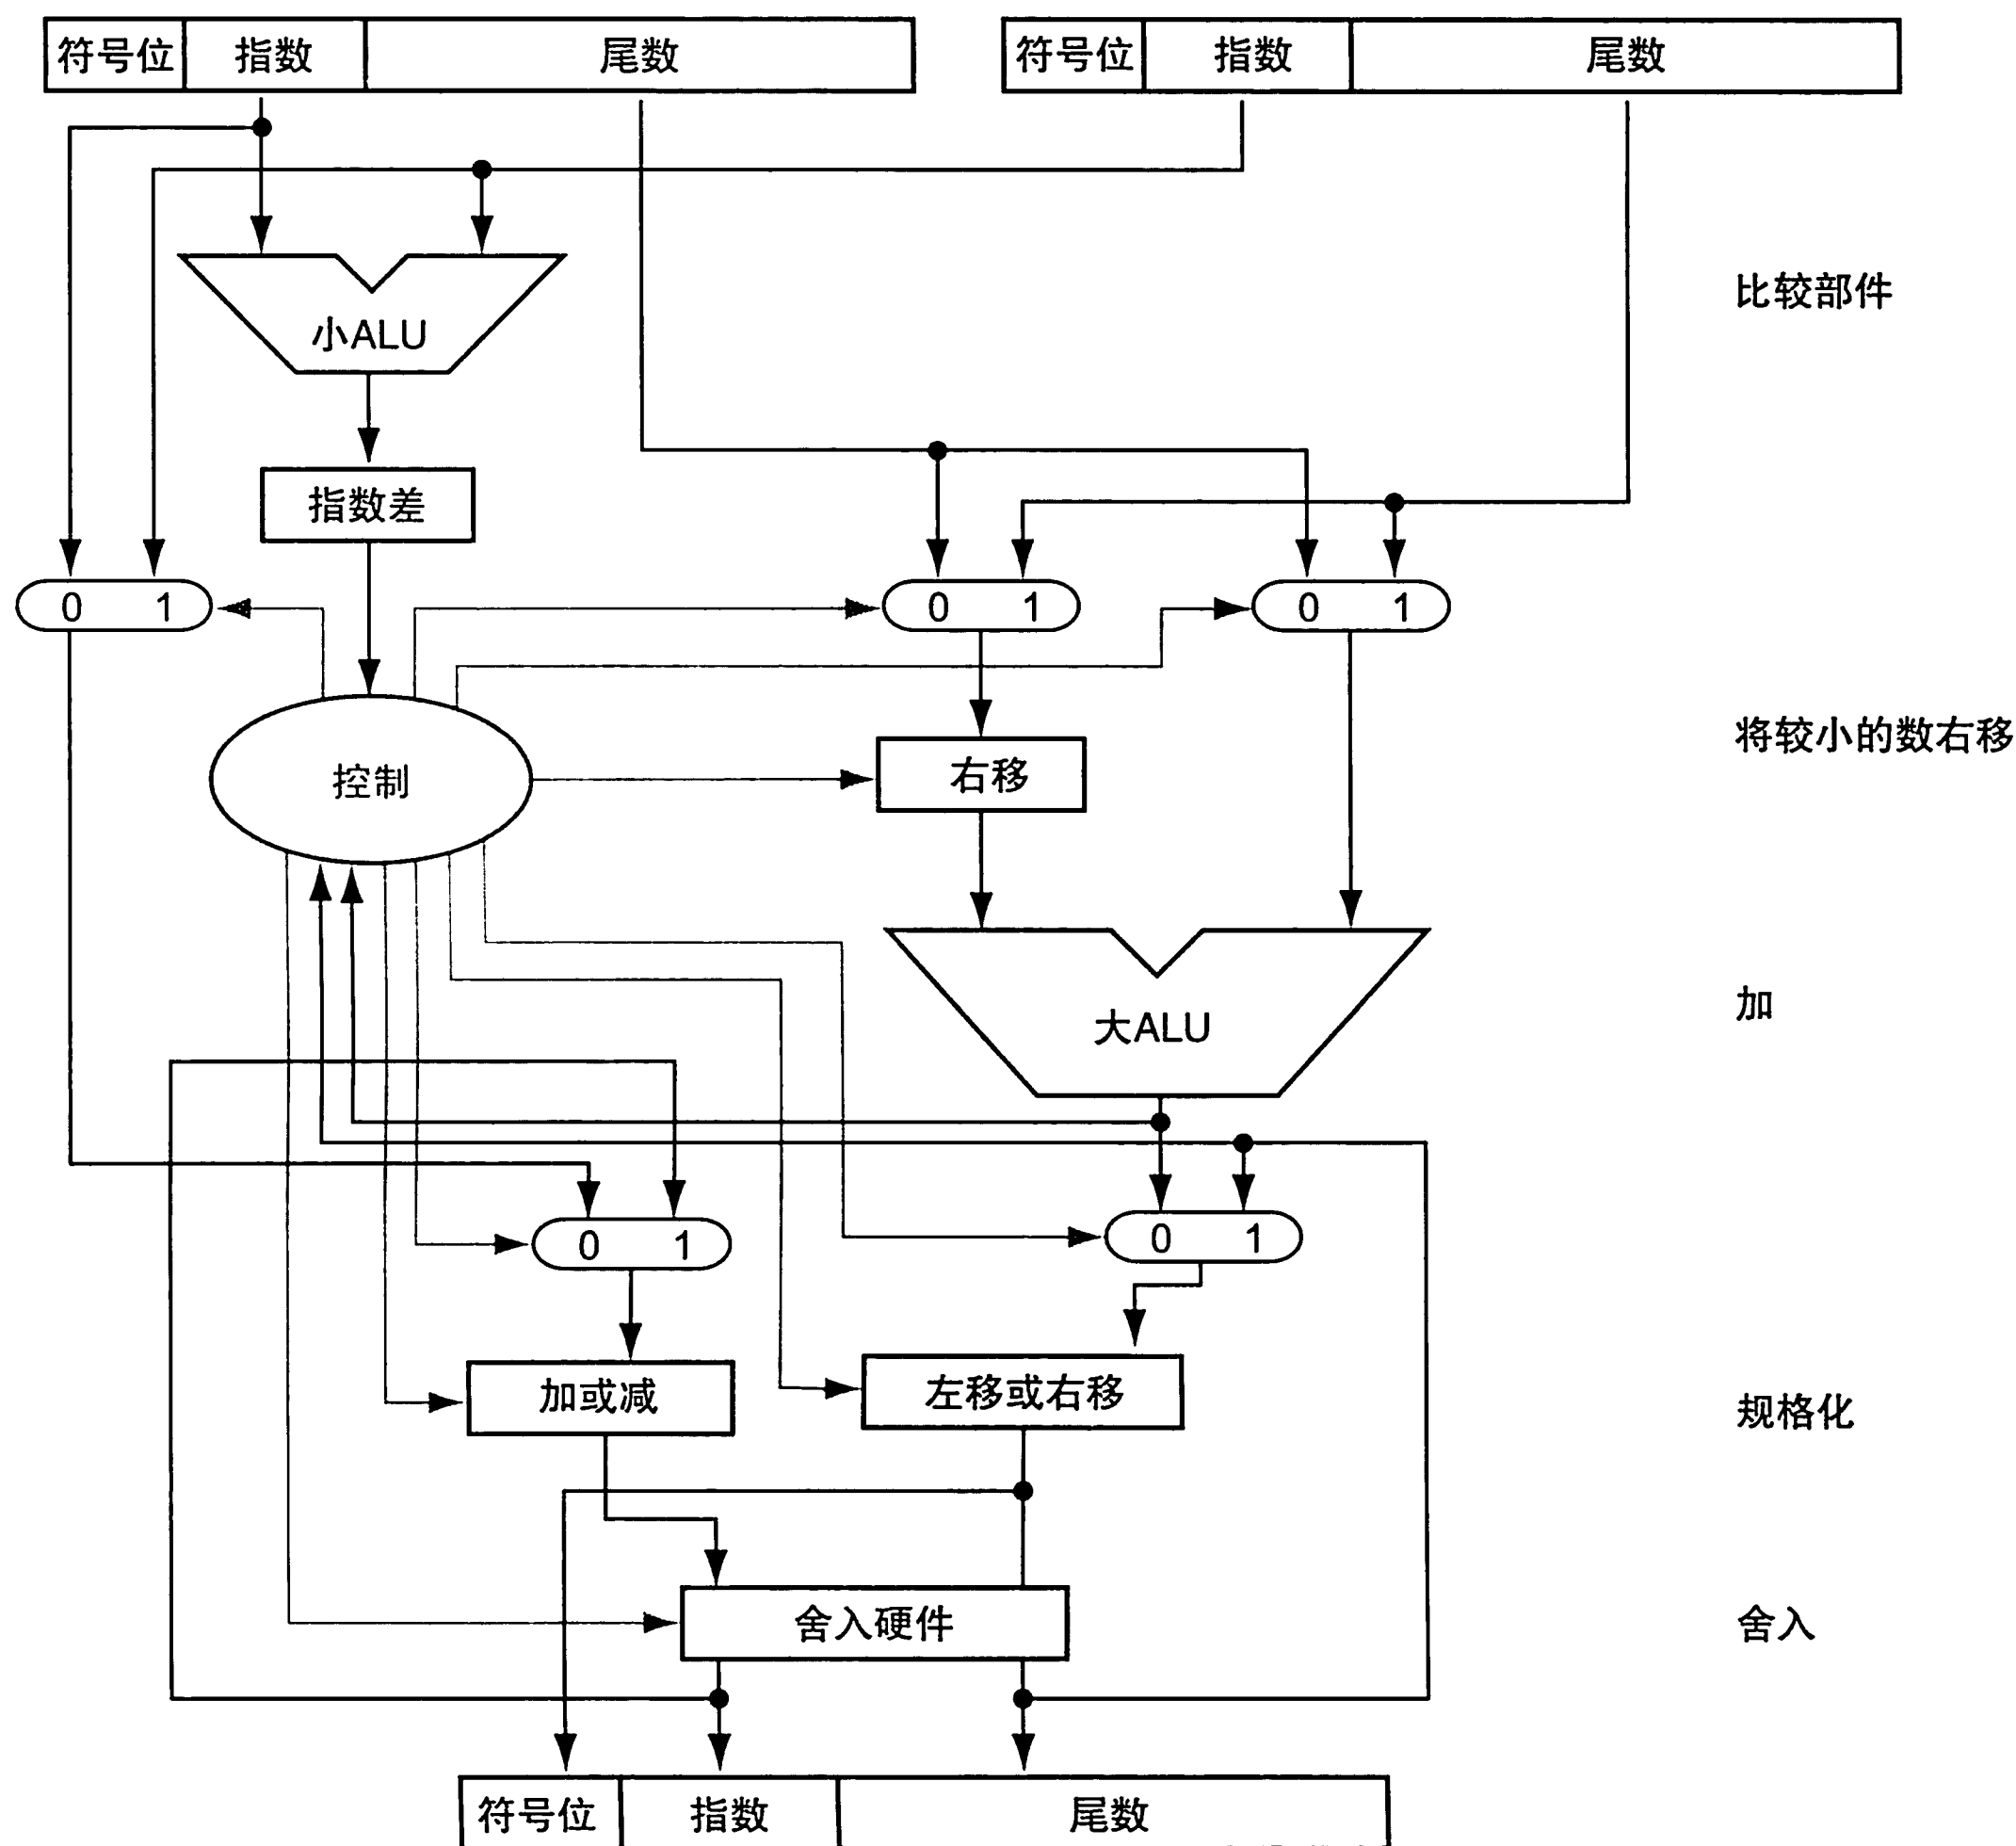 符号位 指数 尾数 符号位 指数 尾数
比较部件
小ALU
指数差
0 1 0 1 0 1
将较小的数右移
控制 右移
加
大ALU
0 1 0 1
加或减 左移或右移 规格化
舍入硬件 舍入
符号位 指数 尾数